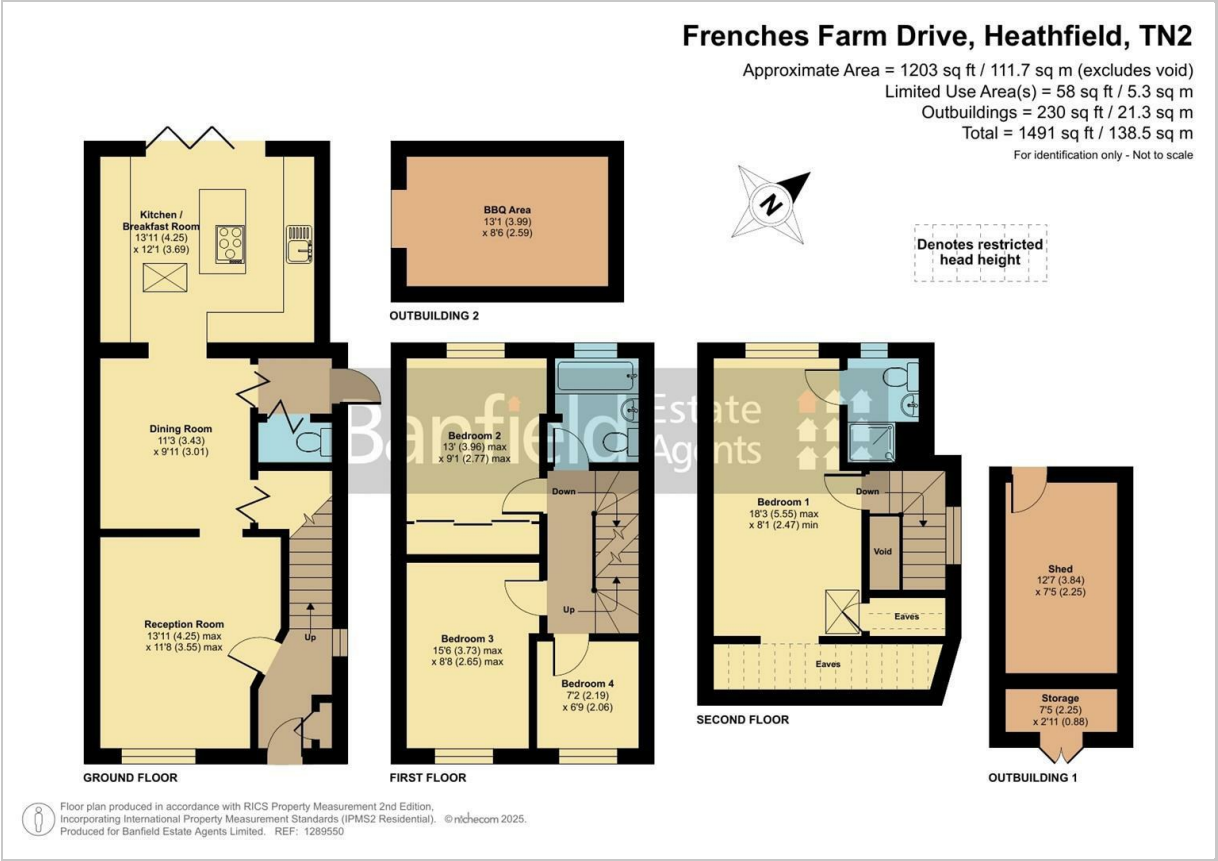 Frenches Farm Drive, Heathfield, TN2
Approximate Area = 1203 sq ft / 111.7 sq m (excludes void)
Limited Use Area(s) = 58 sq ft / 5.3 sq m
Outbuildings = 230 sq ft / 21.3 sq m
Total = 1491 sq ft / 138.5 sq m
For identification only - Not to scale
N
Denotes restricted
head height
Kitchen /
Breakfast Room
13'11 (4.25)
x 12'1 (3.69)
Dining Room
11'3 (3.43)
x 9'11 (3.01)
Reception Room
13'11 (4.25) max
x 11'8 (3.55) max
Up
GROUND FLOOR
BBQ Area
13'1 (3.99)
x 8'6 (2.59)
OUTBUILDING 2
Banfield
Estate
Agents
Bedroom 2
13' (3.96) max
x 9'1 (2.77) max
Down
Up
Bedroom 3
15'6 (3.73) max
x 8'8 (2.65) max
Bedroom 4
7'2 (2.19)
x 6'9 (2.06)
FIRST FLOOR
Bedroom 1
18'3 (5.55) max
x 8'1 (2.47) min
Down
Void
Eaves
Eaves
SECOND FLOOR
Shed
12'7 (3.84)
x 7'5 (2.25)
Storage
7'5 (2.25)
x 2'11 (0.88)
OUTBUILDING 1
Floor plan produced in accordance with RICS Property Measurement 2nd Edition,
Incorporating International Property Measurement Standards (IPMS2 Residential). © nichecom 2025.
Produced for Banfield Estate Agents Limited. REF: 1289550